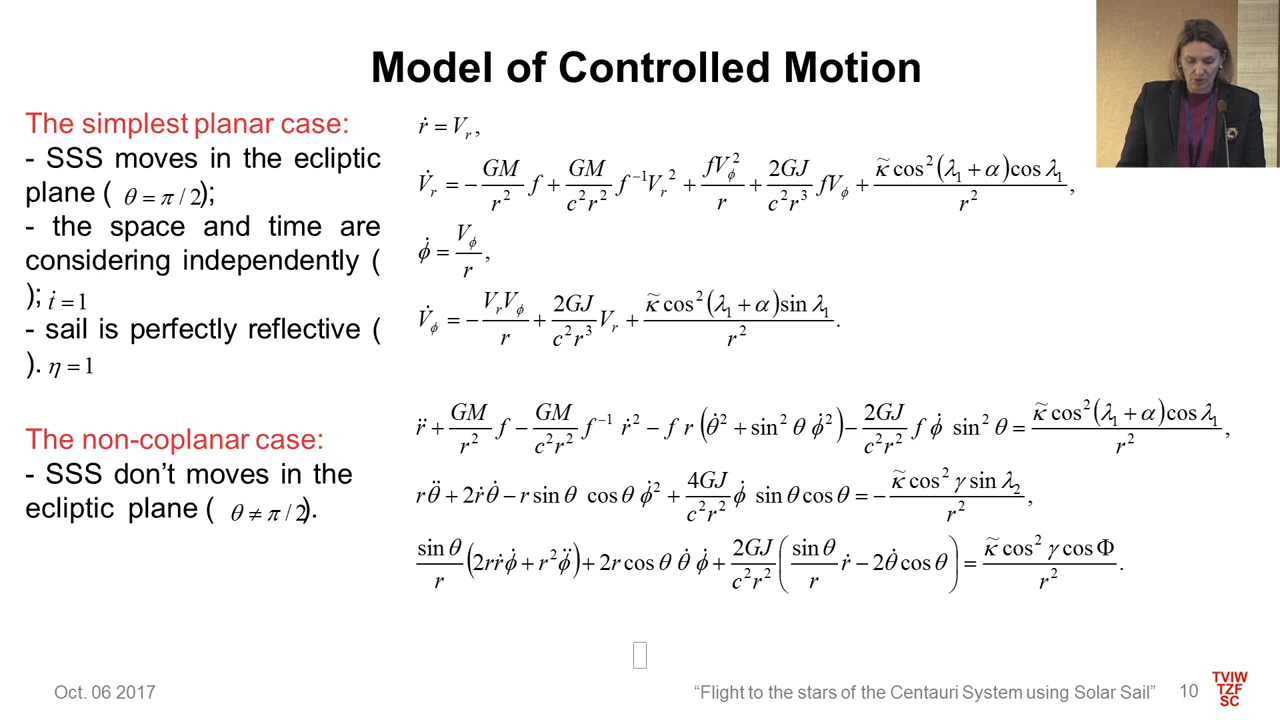 Model of Controlled Motion
The simplest planar case:
- SSS moves in the ecliptic
plane ( θ = π / 2);
- the space and time are
considering independently (
); ṫ = 1
- sail is perfectly reflective (
). η = 1
The non-coplanar case:
- SSS don’t moves in the
ecliptic plane ( θ ≠ π / 2).
ṙ = V_r,
V̇_r = − GM/r² f + GM/(c²r²) f⁻¹V_r² + fV_ϕ²/r + 2GJ/(c²r³) fV_ϕ + κ̃ cos²(λ₁ + α)cos λ₁/r²,
ϕ̇ = V_ϕ/r,
V̇_ϕ = − V_rV_ϕ/r + 2GJ/(c²r³) V_r + κ̃ cos²(λ₁ + α)sin λ₁/r².
r̈ + GM/r² f − GM/(c²r²) f⁻¹ ṙ² − f r (θ̇² + sin² θ ϕ̇²) − 2GJ/(c²r²) f ϕ̇ sin² θ = κ̃ cos²(λ₁ + α)cos λ₁/r²,
rθ̈ + 2ṙθ̇ − r sin θ cos θ ϕ̇² + 4GJ/(c²r²) ϕ̇ sin θ cos θ = − κ̃ cos² γ sin λ₂/r²,
sin θ/r (2rṙϕ̇ + r²ϕ̈) + 2r cos θ θ̇ ϕ̇ + 2GJ/(c²r²) (sin θ/r ṙ − 2θ̇ cos θ) = κ̃ cos² γ cos Φ/r².
Oct. 06 2017
“Flight to the stars of the Centauri System using Solar Sail” 10
TVIW
TZF
SC